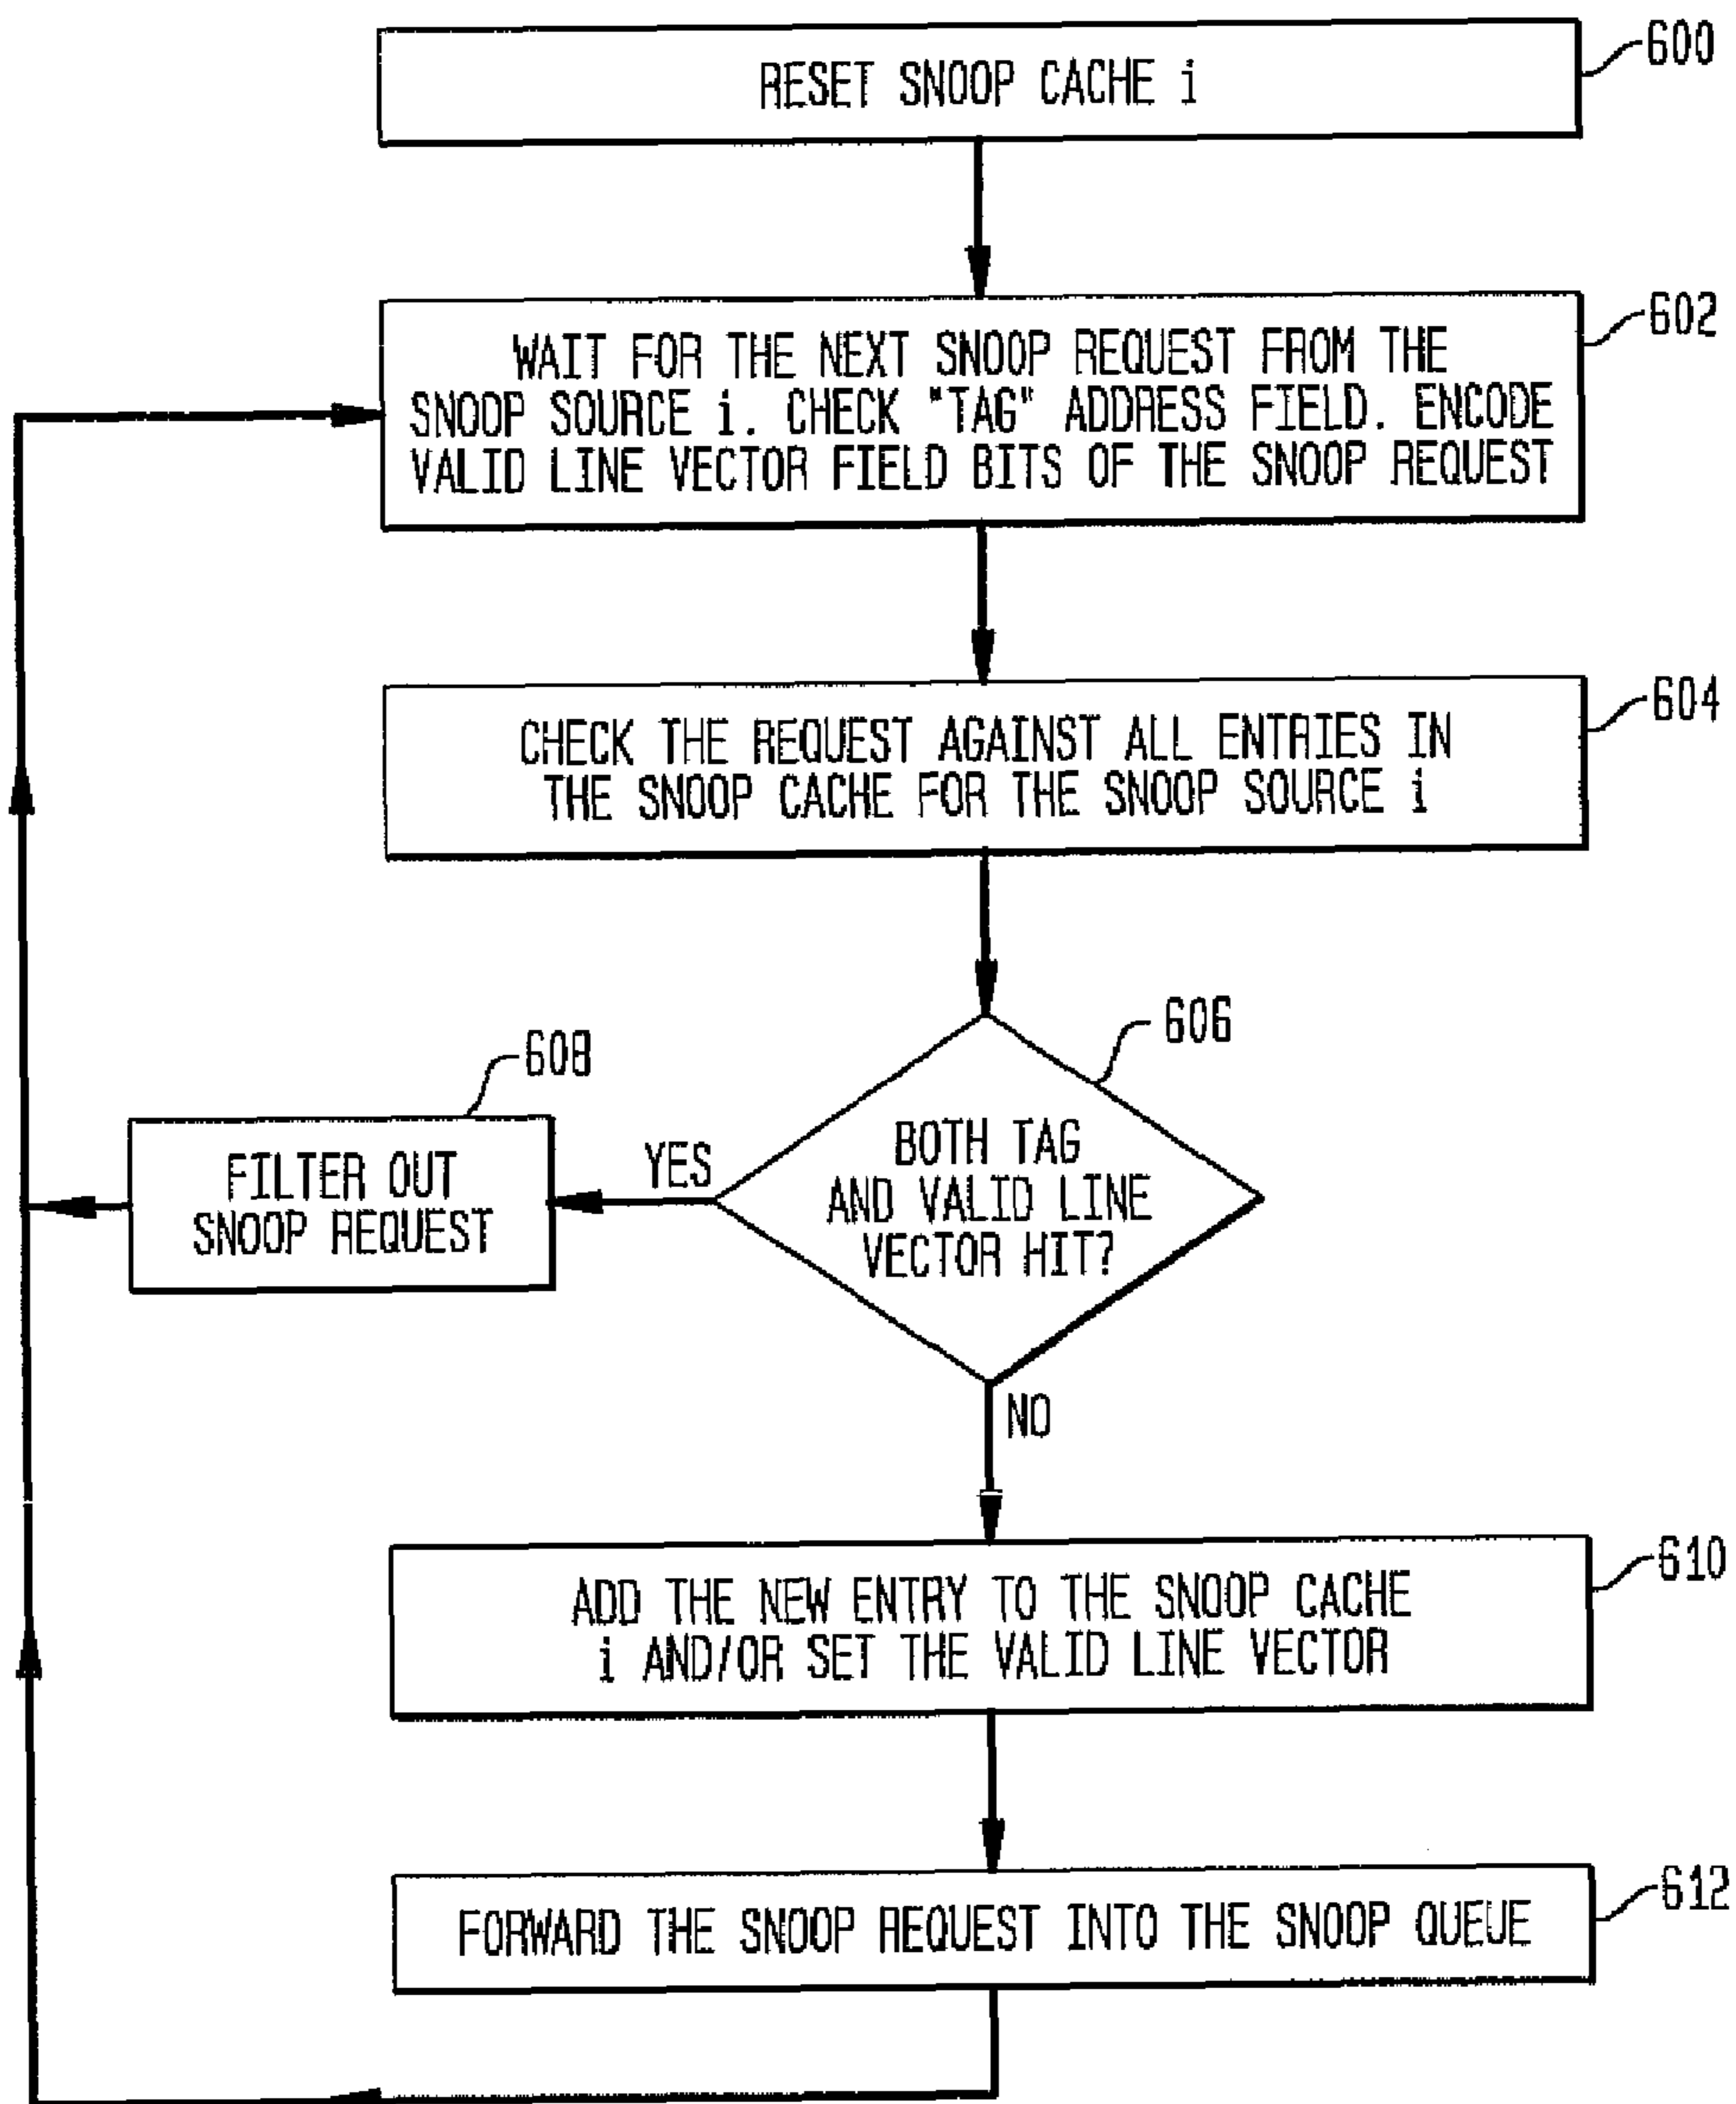 RESET SNOOP CACHE i
600
WAIT FOR THE NEXT SNOOP REQUEST FROM THE
SNOOP SOURCE i. CHECK "TAG" ADDRESS FIELD. ENCODE
VALID LINE VECTOR FIELD BITS OF THE SNOOP REQUEST
602
CHECK THE REQUEST AGAINST ALL ENTRIES IN
THE SNOOP CACHE FOR THE SNOOP SOURCE i
604
BOTH TAG
AND VALID LINE
VECTOR HIT?
606
YES
FILTER OUT
SNOOP REQUEST
608
NO
ADD THE NEW ENTRY TO THE SNOOP CACHE
i AND/OR SET THE VALID LINE VECTOR
610
FORWARD THE SNOOP REQUEST INTO THE SNOOP QUEUE
612